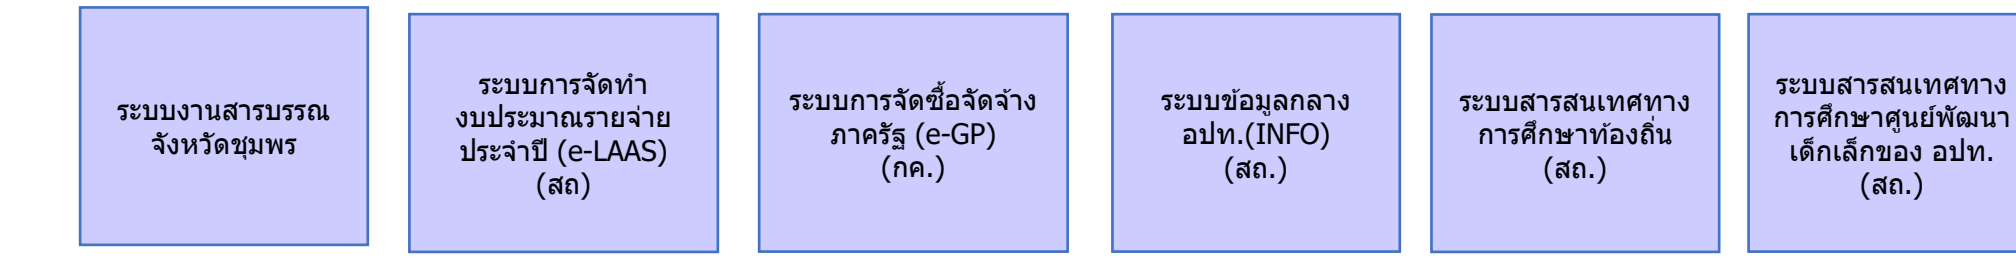 ระบบงานสารบรรณ
จังหวัดชุมพร
ระบบการจัดทำ
งบประมาณรายจ่าย
ประจำปี (e-LAAS)
(สถ)
ระบบการจัดซื้อจัดจ้าง
ภาครัฐ (e-GP)
(กค.)
ระบบข้อมูลกลาง
อปท.(INFO)
(สถ.)
ระบบสารสนเทศทาง
การศึกษาท้องถิ่น
(สถ.)
ระบบสารสนเทศทาง
การศึกษาศูนย์พัฒนา
เด็กเล็กของ อปท.
(สถ.)